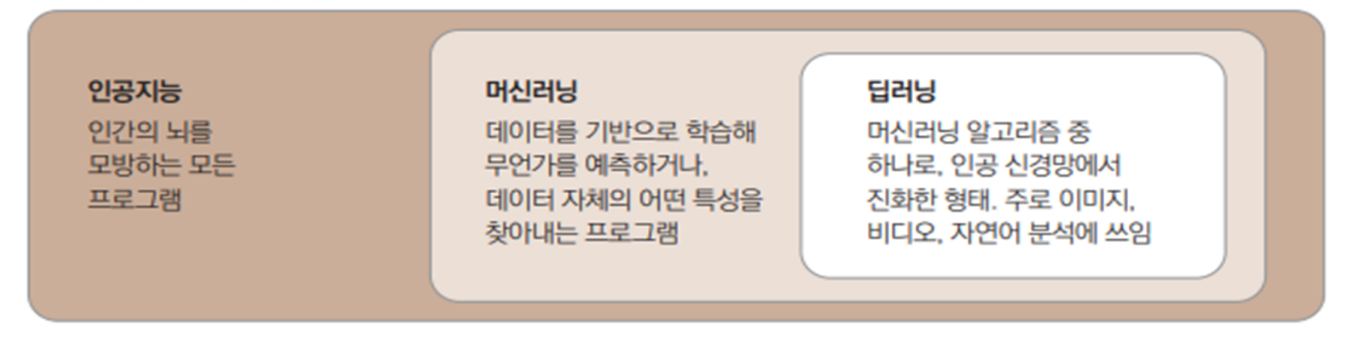 인공지능
인간의 뇌를
모방하는 모든
프로그램
머신러닝
데이터를 기반으로 학습해
무언가를 예측하거나,
데이터 자체의 어떤 특성을
찾아내는 프로그램
딥러닝
머신러닝 알고리즘 중
하나로, 인공 신경망에서
진화한 형태. 주로 이미지,
비디오, 자연어 분석에 쓰임